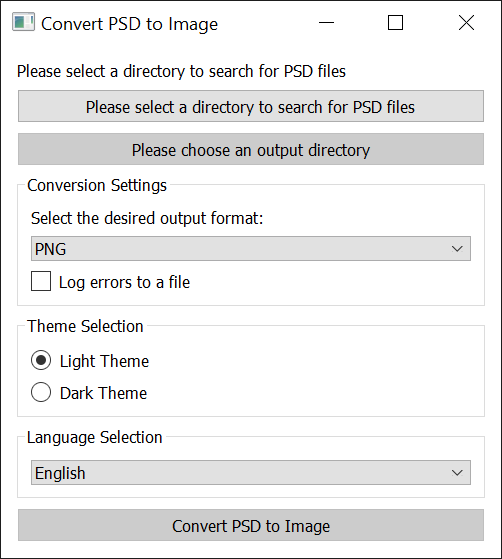 Convert PSD to Image
Please select a directory to search for PSD files
Please select a directory to search for PSD files
Please choose an output directory
Conversion Settings
Select the desired output format:
PNG
Log errors to a file
Theme Selection
Light Theme
Dark Theme
Language Selection
English
Convert PSD to Image